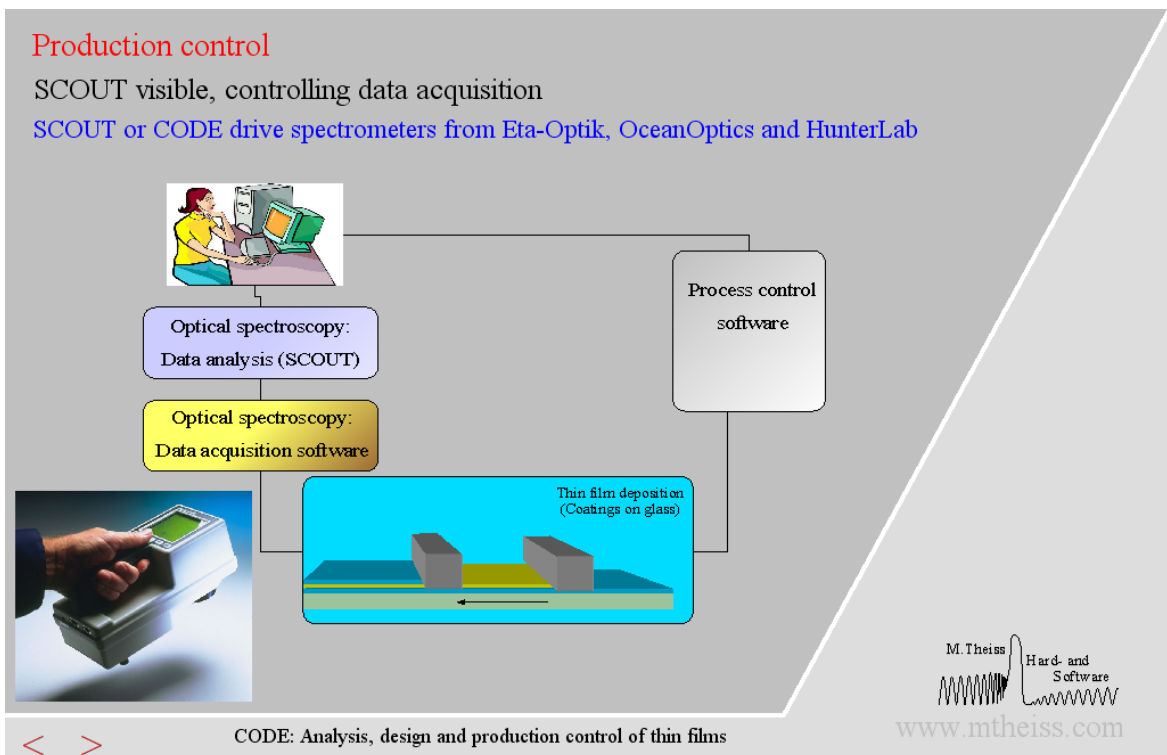 Production control
SCOUT visible, controlling data acquisition
SCOUT or CODE drive spectrometers from Eta-Optik, OceanOptics and HunterLab
Optical spectroscopy:
Data analysis (SCOUT)
Optical spectroscopy:
Data acquisition software
Process control
software
Thin film deposition
(Coatings on glass)
M.Theiss
Hard- and
Software
www.mtheiss.com
< >
CODE: Analysis, design and production control of thin films